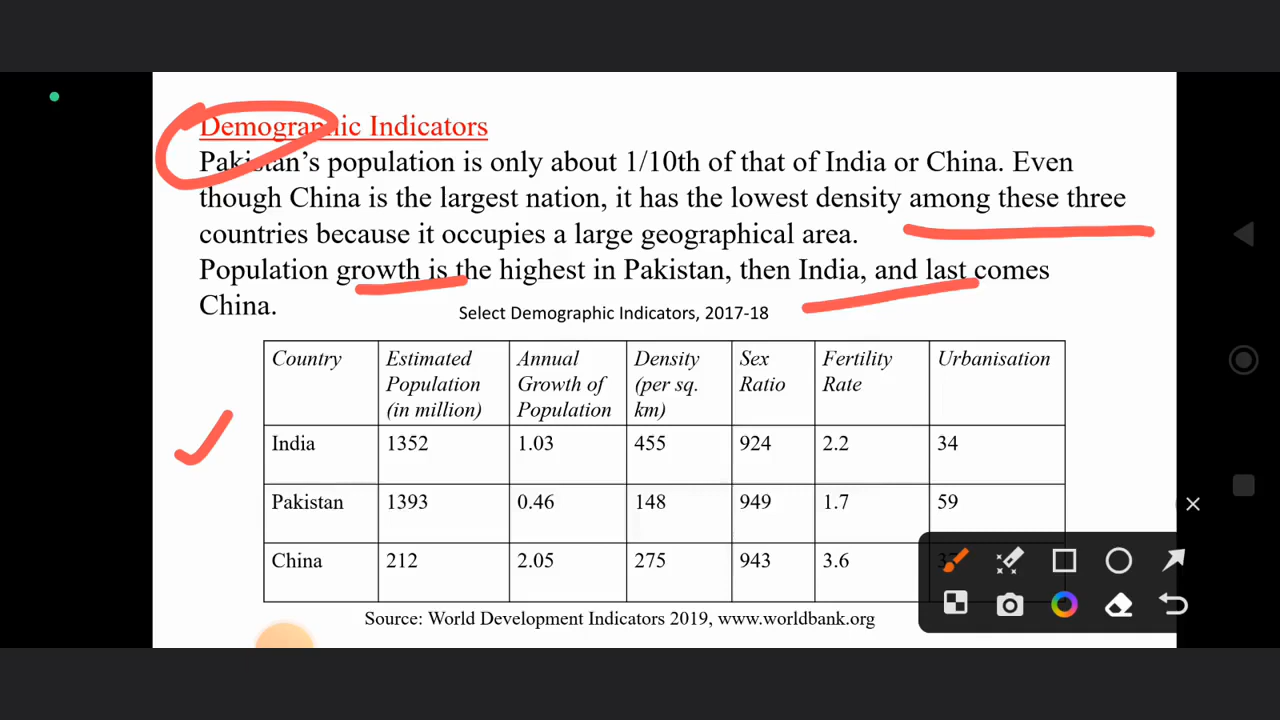 Demographic Indicators
Pakistan's population is only about 1/10th of that of India or China. Even
though China is the largest nation, it has the lowest density among these three
countries because it occupies a large geographical area.
Population growth is the highest in Pakistan, then India, and last comes
China.
Select Demographic Indicators, 2017-18
Country Estimated Population (in million) Annual Growth of Population Density (per sq. km) Sex Ratio Fertility Rate Urbanisation
India 1352 1.03 455 924 2.2 34
Pakistan 1393 0.46 148 949 1.7 59
China 212 2.05 275 943 3.6
Source: World Development Indicators 2019, www.worldbank.org